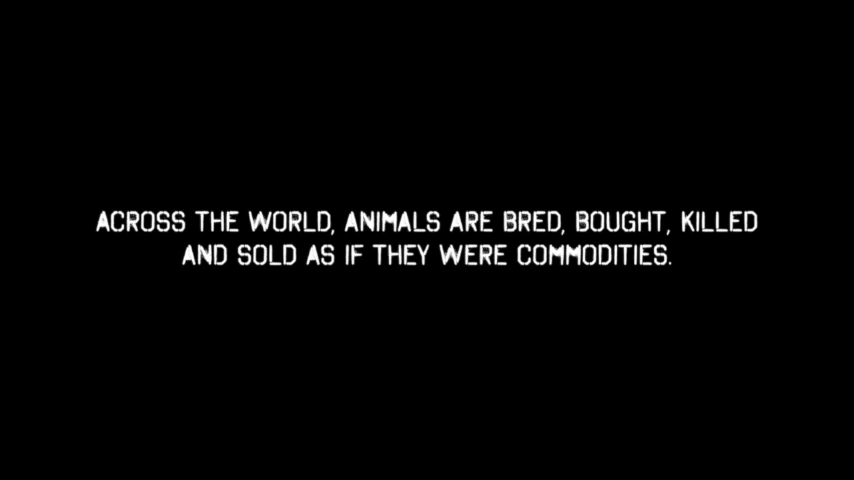 ACROSS THE WORLD, ANIMALS ARE BRED, BOUGHT, KILLED
AND SOLD AS IF THEY WERE COMMODITIES.